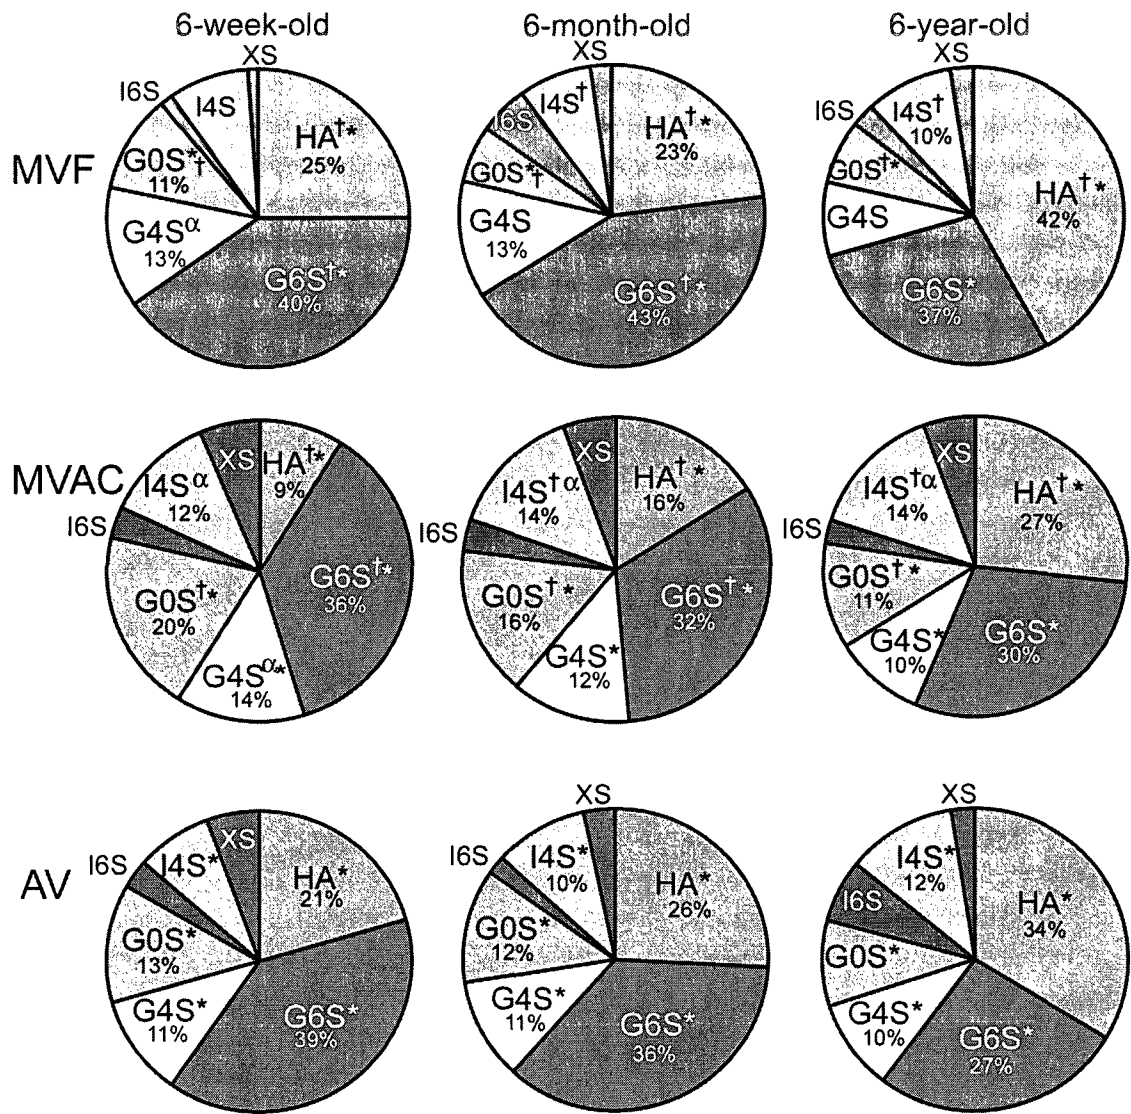 6-week-old 6-month-old 6-year-old
MVF
XS
I6S
I4S
HA†*
25%
G0S*†
11%
G4Sα
13%
G6S†*
40%
XS
I6S
I4S†
HA†*
23%
G0S*†
G4S
13%
G6S†*
43%
XS
I6S
I4S†
10%
G0S†*
HA†*
42%
G4S
G6S*
37%
MVAC
XS
HA†*
9%
I4Sα
12%
I6S
G6S†*
36%
G0S†*
20%
G4Sα*
14%
XS
HA†*
16%
I4S†α
14%
I6S
G0S†*
16%
G6S†*
32%
G4S*
12%
XS
HA†*
27%
I4S†α
14%
I6S
G0S†*
11%
G6S*
30%
G4S*
10%
AV
XS
I4S*
I6S
HA*
21%
G0S*
13%
G4S*
11%
G6S*
39%
XS
I6S
I4S*
10%
HA*
26%
G0S*
12%
G4S*
11%
G6S*
36%
XS
I4S*
12%
I6S
HA*
34%
G0S*
G4S*
10%
G6S*
27%